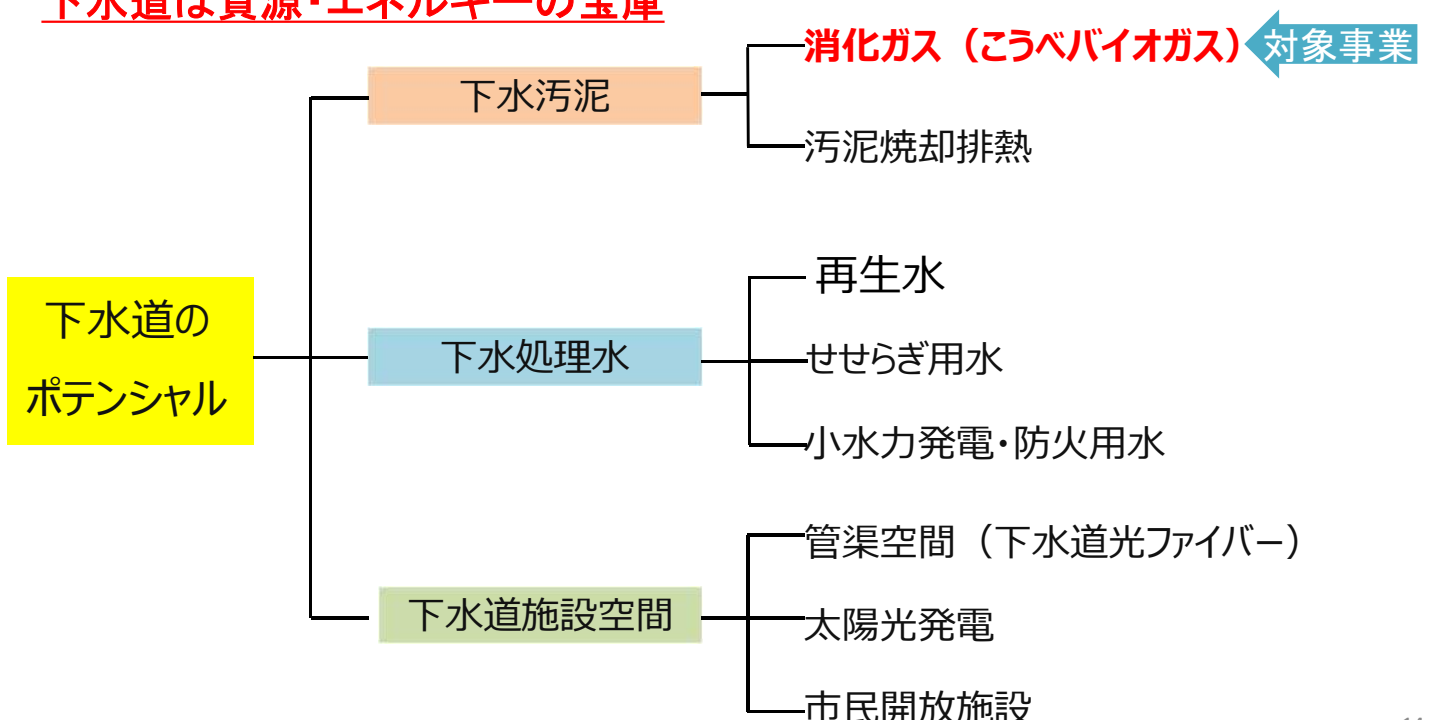 下水道は資源･エネルギーの宝庫
消化ガス（こうべバイオガス）
対象事業
下水汚泥
汚泥焼却排熱
再生水
下水道の
ポテンシャル
下水処理水
せせらぎ用水
小水力発電･防火用水
管渠空間（下水道光ファイバー）
下水道施設空間
太陽光発電
市民開放施設